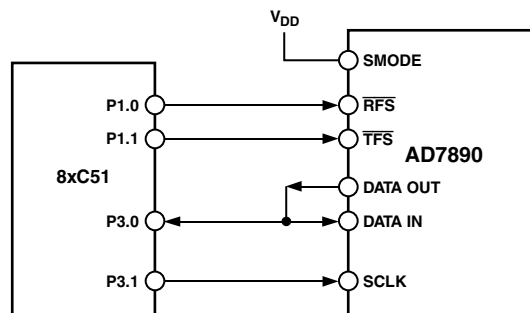 VDD
SMODE
P1.0
RFS
P1.1
TFS
AD7890
8xC51
DATA OUT
P3.0
DATA IN
P3.1
SCLK